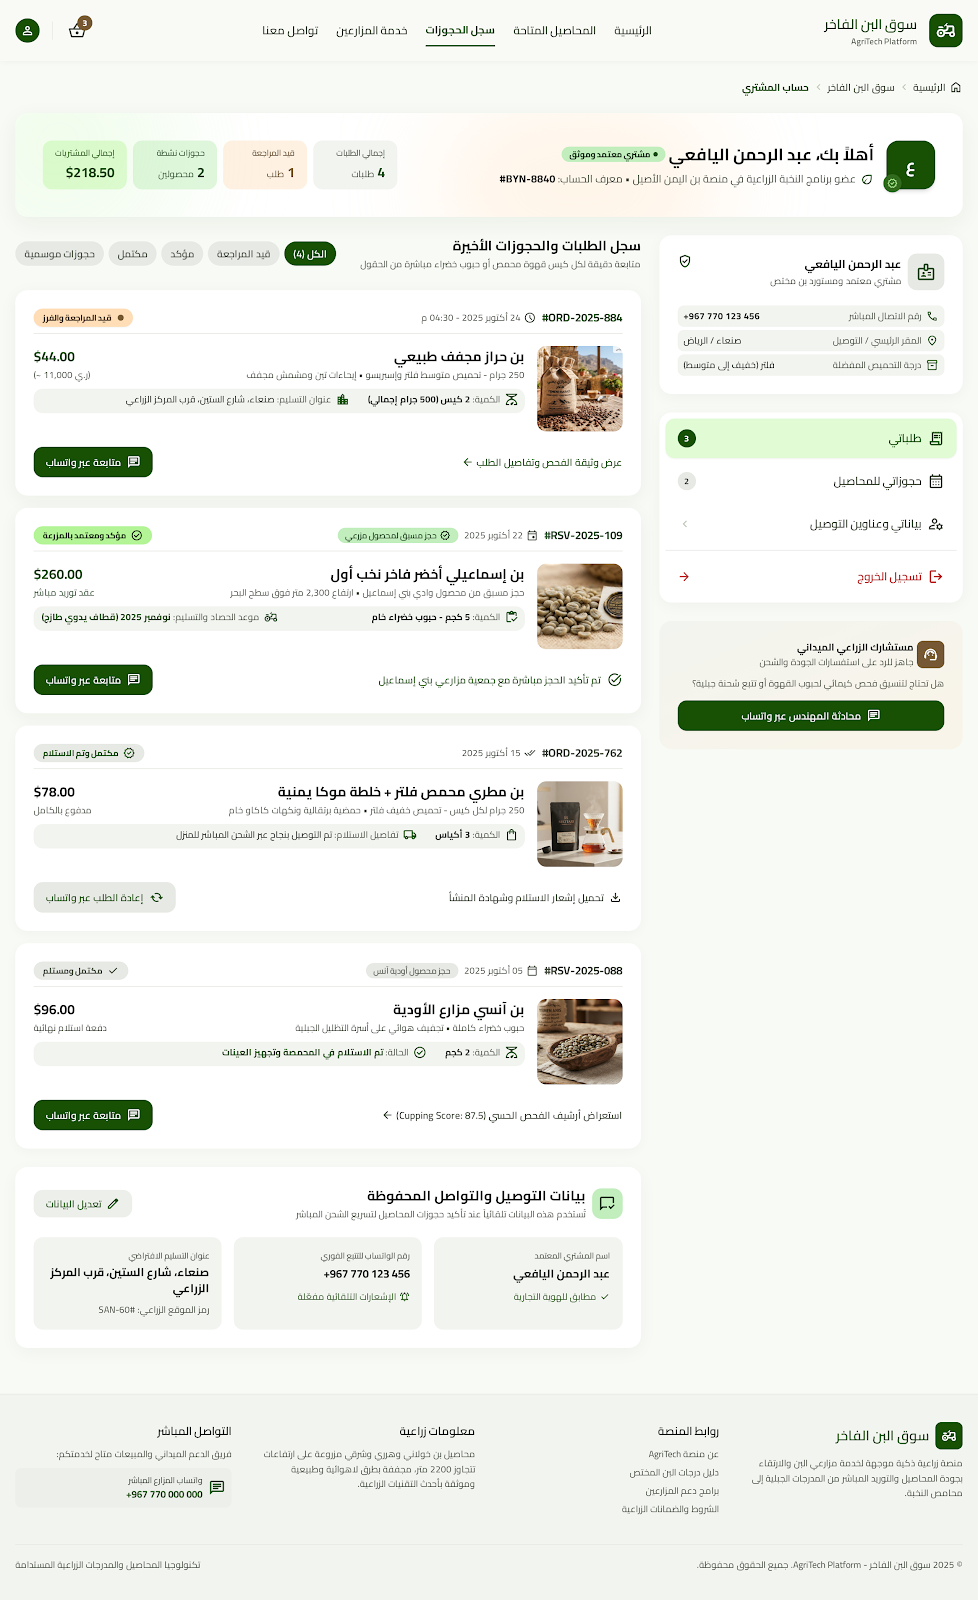 سوق البن الفاخر
AgriTech Platform
الرئيسية
المحاصيل المتاحة
سجل الحجوزات
خدمة المزارعين
تواصل معنا
3
الرئيسية
سوق البن الفاخر
حساب المشتري
ع
أهلاً بك، عبد الرحمن اليافعي
مشتري معتمد وموثق
عضو برنامج النخبة الزراعية في منصة بن اليمن الأصيل • معرف الحساب: #BYN-8840
إجمالي الطلبات
4 طلبات
قيد المراجعة
1 طلب
حجوزات نشطة
2 محصولين
إجمالي المشتريات
$218.50
عبد الرحمن اليافعي
مشتري معتمد ومستورد بن مختص
رقم الاتصال المباشر
+967 770 123 456
المقر الرئيسي / التوصيل
صنعاء / الرياض
درجة التحميص المفضلة
فلتر (خفيف إلى متوسط)
طلباتي
3
حجوزاتي للمحاصيل
2
بياناتي وعناوين التوصيل
تسجيل الخروج
مستشارك الزراعي الميداني
جاهز للرد على استفسارات الجودة والشحن
هل تحتاج لتنسيق فحص كيميائي لحبوب القهوة أو تتبع شحنة جبلية؟
محادثة المهندس عبر واتساب
سجل الطلبات والحجوزات الأخيرة
متابعة دقيقة لكل كيس قهوة محمص أو حبوب خضراء مباشرة من الحقول
الكل (4)
قيد المراجعة
مؤكد
مكتمل
حجوزات موسمية
#ORD-2025-884
24 أكتوبر 2025 - 04:30 م
قيد المراجعة والفرز
بن حراز مجفف طبيعي
$44.00
250 جرام - تحميص متوسط فلتر وإسبريسو • إيحاءات تين ومشمش مجفف
(~ 11,000 ر.ي)
الكمية: 2 كيس (500 جرام إجمالي)
عنوان التسليم: صنعاء، شارع الستين، قرب المركز الزراعي
عرض وثيقة الفحص وتفاصيل الطلب
متابعة عبر واتساب
#RSV-2025-109
22 أكتوبر 2025
حجز مسبق لمحصول مزرعي
مؤكد ومعتمد بالمزرعة
بن إسماعيلي أخضر فاخر نخب أول
$260.00
حجز مسبق من محصول وادي بني إسماعيل • ارتفاع 2,300 متر فوق سطح البحر
عقد توريد مباشر
الكمية: 5 كجم - حبوب خضراء خام
موعد الحصاد والتسليم: نوفمبر 2025 (قطاف يدوي طازج)
تم تأكيد الحجز مباشرة مع جمعية مزارعي بني إسماعيل
متابعة عبر واتساب
#ORD-2025-762
15 أكتوبر 2025
مكتمل وتم الاستلام
بن مطري محمص فلتر + خلطة موكا يمنية
$78.00
250 جرام لكل كيس - تحميص خفيف فلتر • حمضية برتقالية ونكهات كاكاو خام
مدفوع بالكامل
الكمية: 3 أكياس
تفاصيل الاستلام: تم التوصيل بنجاح عبر الشحن المباشر للمنزل
تحميل إشعار الاستلام وشهادة المنشأ
إعادة الطلب عبر واتساب
#RSV-2025-088
05 أكتوبر 2025
حجز محصول أودية آنس
مكتمل ومستلم
بن آنسي مزارع الأودية
$96.00
حبوب خضراء كاملة • تجفيف هوائي على أسرة التظليل الجبلية
دفعة استلام نهائية
الكمية: 2 كجم
الحالة: تم الاستلام في المحمصة وتجهيز العينات
استعراض أرشيف الفحص الحسي (Cupping Score: 87.5)
متابعة عبر واتساب
بيانات التوصيل والتواصل المحفوظة
تُستخدم هذه البيانات تلقائياً عند تأكيد حجوزات المحاصيل لتسريع الشحن المباشر
تعديل البيانات
اسم المشتري المعتمد
عبد الرحمن اليافعي
مطابق للهوية التجارية
رقم الواتساب للتتبع الفوري
+967 770 123 456
الإشعارات التلقائية مفعّلة
عنوان التسليم الافتراضي
صنعاء، شارع الستين، قرب المركز
الزراعي
رمز الموقع الزراعي: #SAN-60
سوق البن الفاخر
منصة زراعية ذكية موجهة لخدمة مزارعي البن والارتقاء
بجودة المحاصيل والتوريد المباشر من المدرجات الجبلية إلى
محامص النخبة.
روابط المنصة
عن منصة AgriTech
دليل درجات البن المختص
برامج دعم المزارعين
الشروط والضمانات الزراعية
معلومات زراعية
محاصيل بن خولاني وهبري وشرقي مزروعة على ارتفاعات
تتجاوز 2200 متر، مجففة بطرق لاهوائية وطبيعية
وموثقة بأحدث التقنيات الزراعية.
التواصل المباشر
فريق الدعم الميداني والمبيعات متاح لخدمتكم:
واتساب المزارع المباشر
+967 770 000 000
© 2025 سوق البن الفاخر - AgriTech Platform. جميع الحقوق محفوظة.
تكنولوجيا المحاصيل والمدرجات الزراعية المستدامة